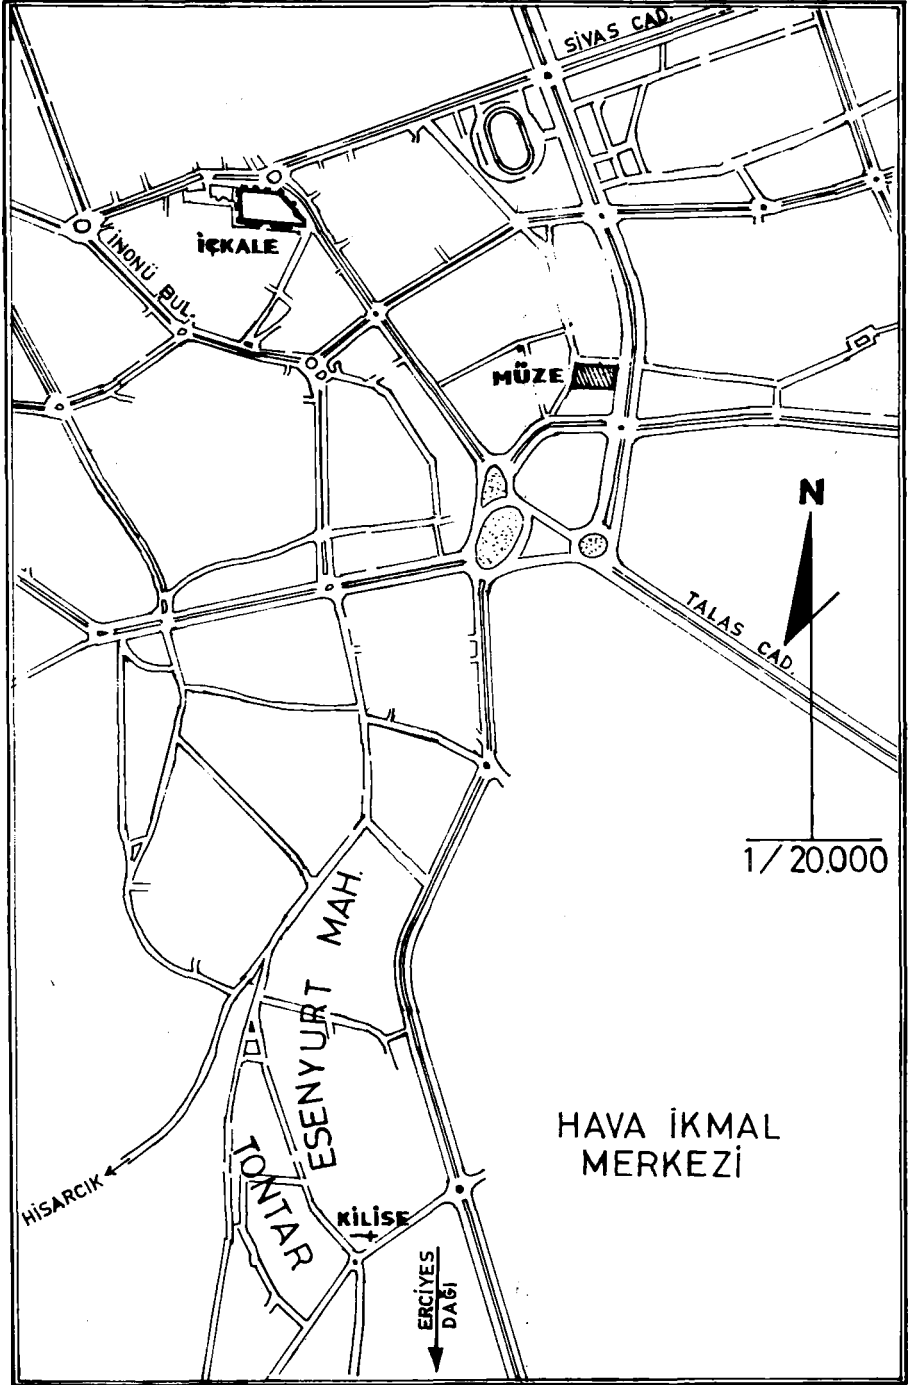 SİVAS CAD.
İÇKALE
İNONÜ BUL.
MÜZE
N
TALAS CAD.
1/20.000
ESENYURT MAH.
HAVA İKMAL
MERKEZİ
TONTAR
HİSARCIK
KİLİSE
ERCİYES
DAĞI